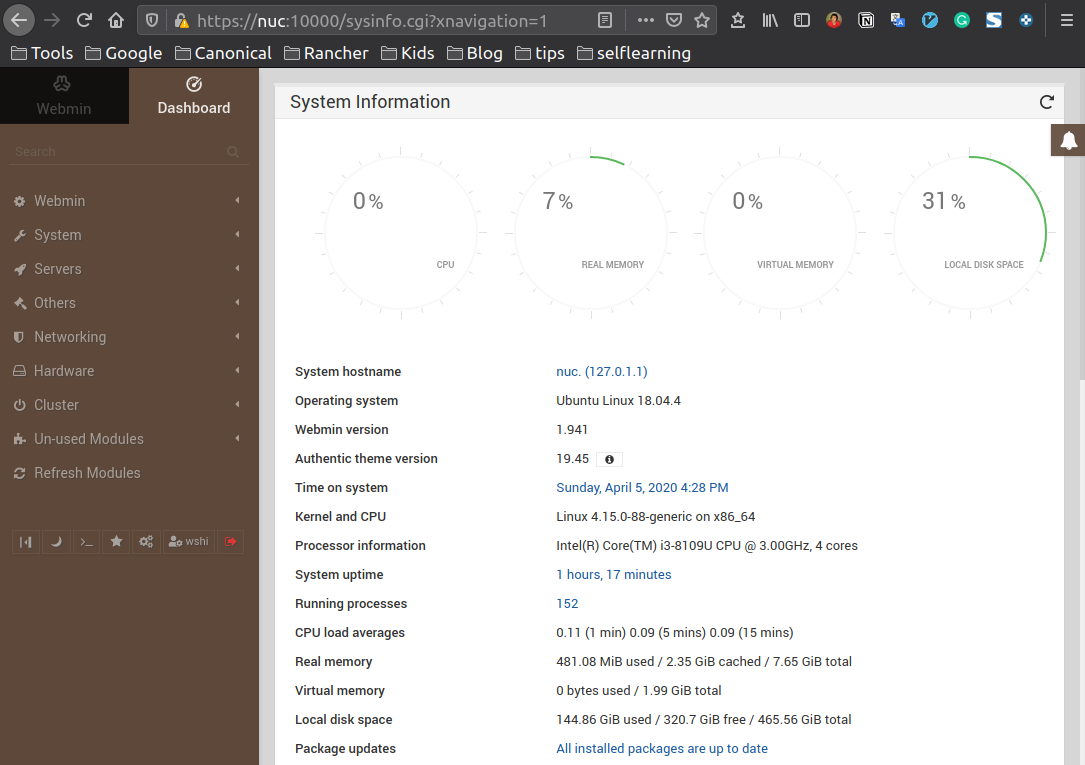 https://nuc:10000/sysinfo.cgi?xnavigation=1
Tools Google Canonical Rancher Kids Blog tips selflearning
Webmin
Dashboard
Search
Webmin
System
Servers
Others
Networking
Hardware
Cluster
Un-used Modules
Refresh Modules
wshi
System Information
0%
CPU
7%
REAL MEMORY
0%
VIRTUAL MEMORY
31%
LOCAL DISK SPACE
System hostname nuc. (127.0.1.1)
Operating system Ubuntu Linux 18.04.4
Webmin version 1.941
Authentic theme version 19.45
Time on system Sunday, April 5, 2020 4:28 PM
Kernel and CPU Linux 4.15.0-88-generic on x86_64
Processor information Intel(R) Core(TM) i3-8109U CPU @ 3.00GHz, 4 cores
System uptime 1 hours, 17 minutes
Running processes 152
CPU load averages 0.11 (1 min) 0.09 (5 mins) 0.09 (15 mins)
Real memory 481.08 MiB used / 2.35 GiB cached / 7.65 GiB total
Virtual memory 0 bytes used / 1.99 GiB total
Local disk space 144.86 GiB used / 320.7 GiB free / 465.56 GiB total
Package updates All installed packages are up to date